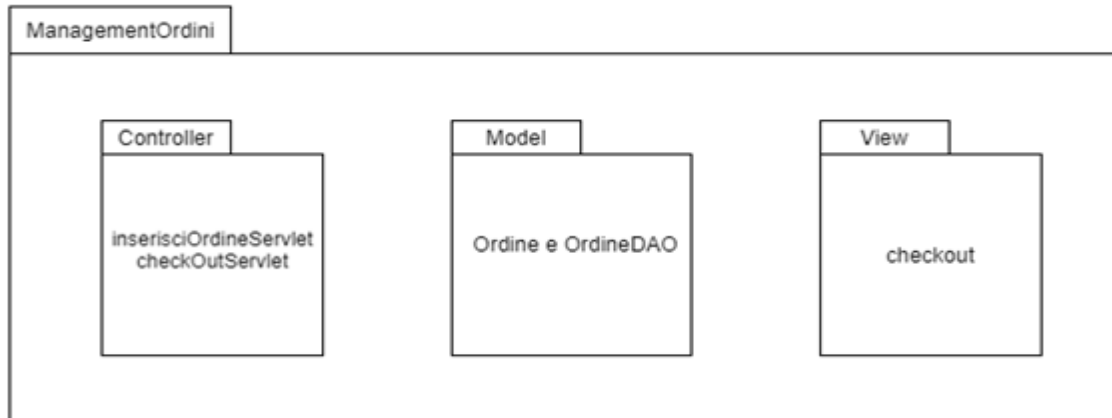 ManagementOrdini
Controller
inserisciOrdineServlet
checkOutServlet
Model
Ordine e OrdineDAO
View
checkout